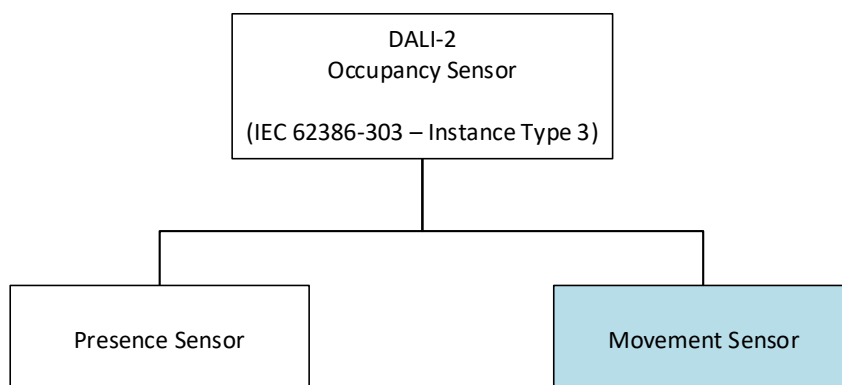 DALI-2
Occupancy Sensor
(IEC 62386-303 – Instance Type 3)
Presence Sensor
Movement Sensor